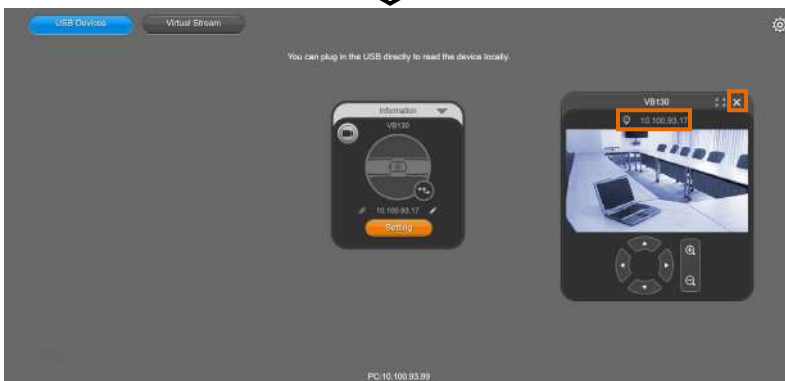 USB Devices
Virtual Stream
You can plug in the USB directly to read the device locally.
Information
VB130
10.100.93.17
Setting
VB130
10.100.93.17
PC:10.100.93.99